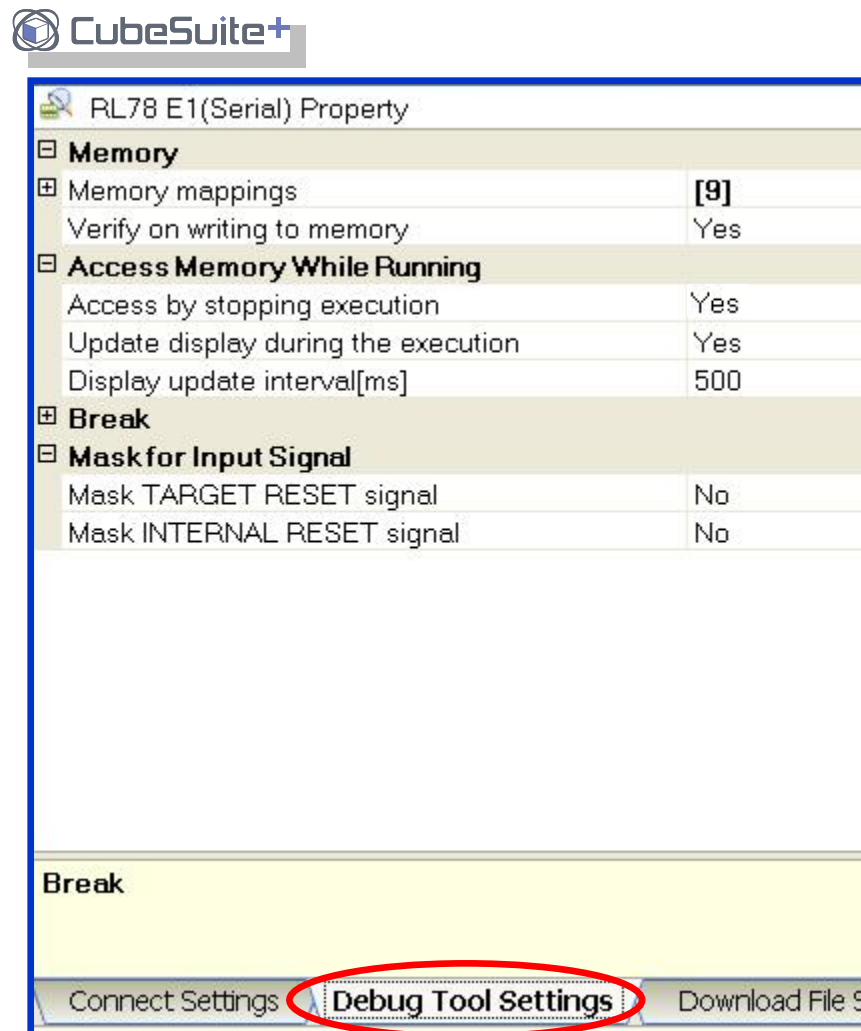 CubeSuite+
RL78 E1(Serial) Property
Memory
Memory mappings [9]
Verify on writing to memory Yes
Access Memory While Running
Access by stopping execution Yes
Update display during the execution Yes
Display update interval[ms] 500
Break
Mask for Input Signal
Mask TARGET RESET signal No
Mask INTERNAL RESET signal No
Break
Connect Settings Debug Tool Settings Download File S